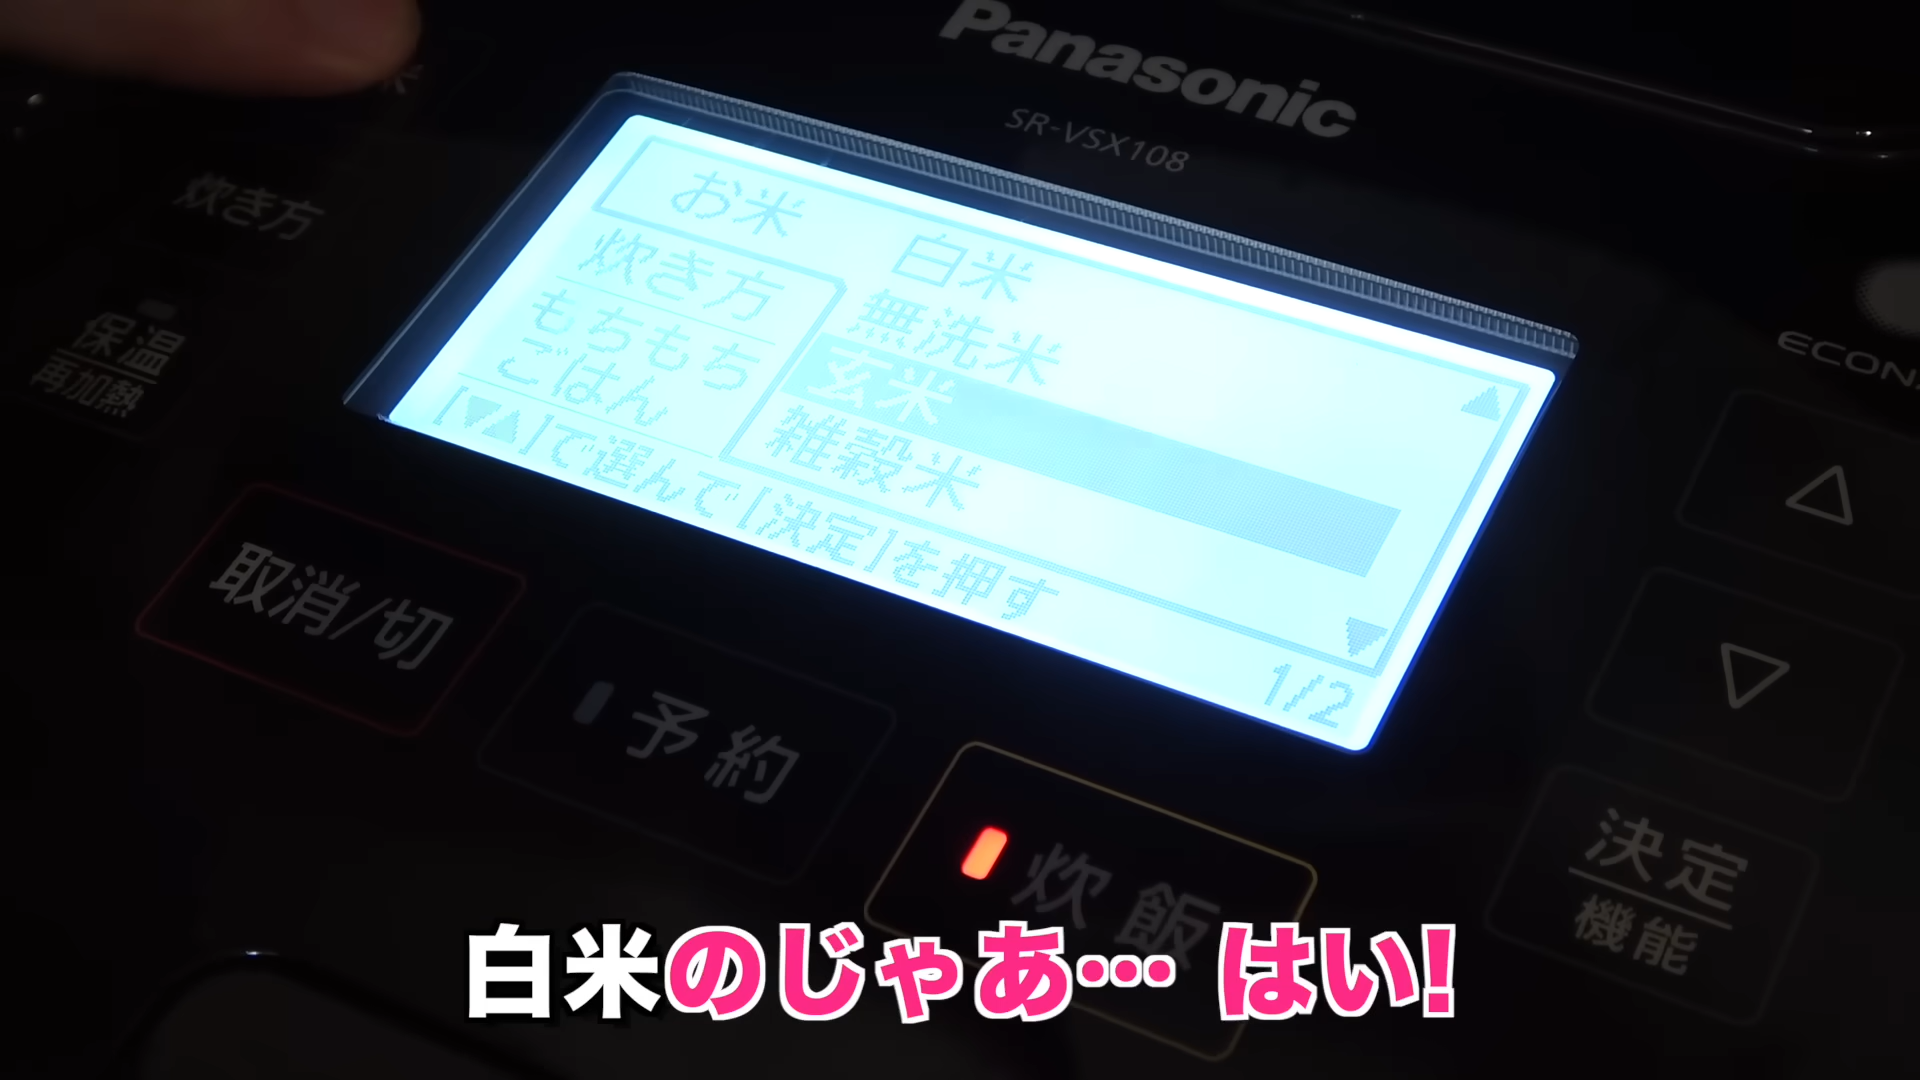 Panasonic
SR-VSX108
米
炊き方
保温
再加熱
お米
炊き方
もちもち
ごはん
白米
無洗米
玄米
雑穀米
[▼▲]で選んで[決定]を押す
1/2
取消/切
予約
炊飯
決定
機能
白米のじゃあ… はい!